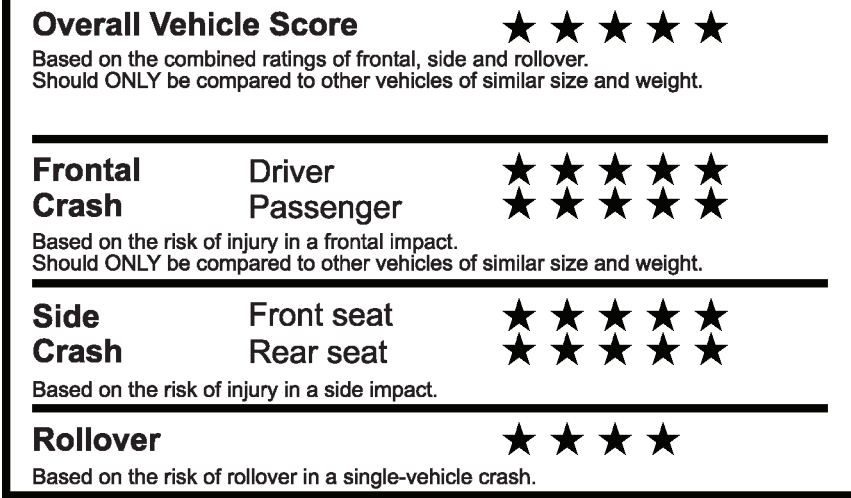 Overall Vehicle Score ★ ★ ★ ★ ★
Based on the combined ratings of frontal, side and rollover.
Should ONLY be compared to other vehicles of similar size and weight.
Frontal Driver ★ ★ ★ ★ ★
Crash Passenger ★ ★ ★ ★ ★
Based on the risk of injury in a frontal impact.
Should ONLY be compared to other vehicles of similar size and weight.
Side Front seat ★ ★ ★ ★ ★
Crash Rear seat ★ ★ ★ ★ ★
Based on the risk of injury in a side impact.
Rollover ★ ★ ★ ★
Based on the risk of rollover in a single-vehicle crash.